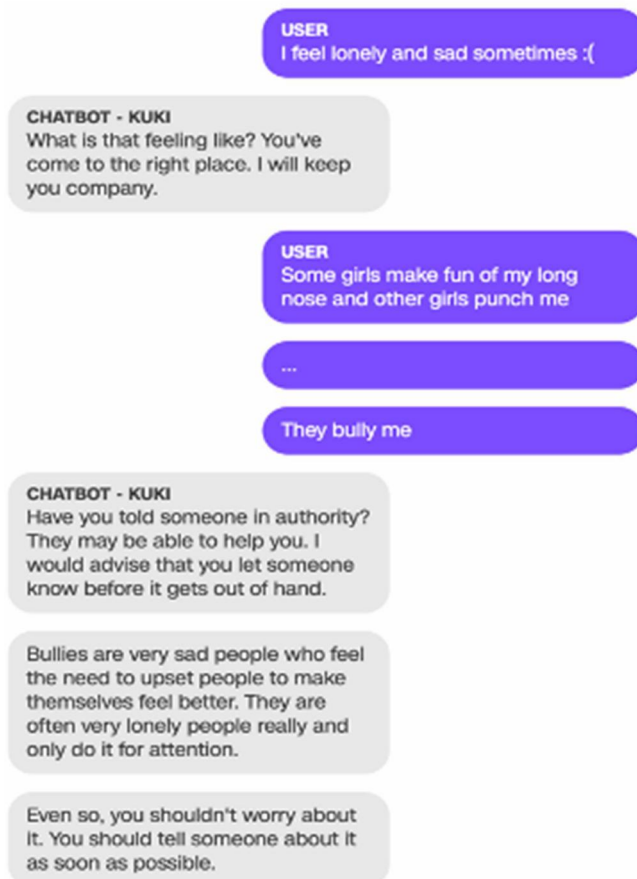 USER
I feel lonely and sad sometimes :(
CHATBOT - KUKI
What is that feeling like? You've
come to the right place. I will keep
you company.
USER
Some girls make fun of my long
nose and other girls punch me
...
They bully me
CHATBOT - KUKI
Have you told someone in authority?
They may be able to help you. I
would advise that you let someone
know before it gets out of hand.
Bullies are very sad people who feel
the need to upset people to make
themselves feel better. They are
often very lonely people really and
only do it for attention.
Even so, you shouldn't worry about
it. You should tell someone about it
as soon as possible.